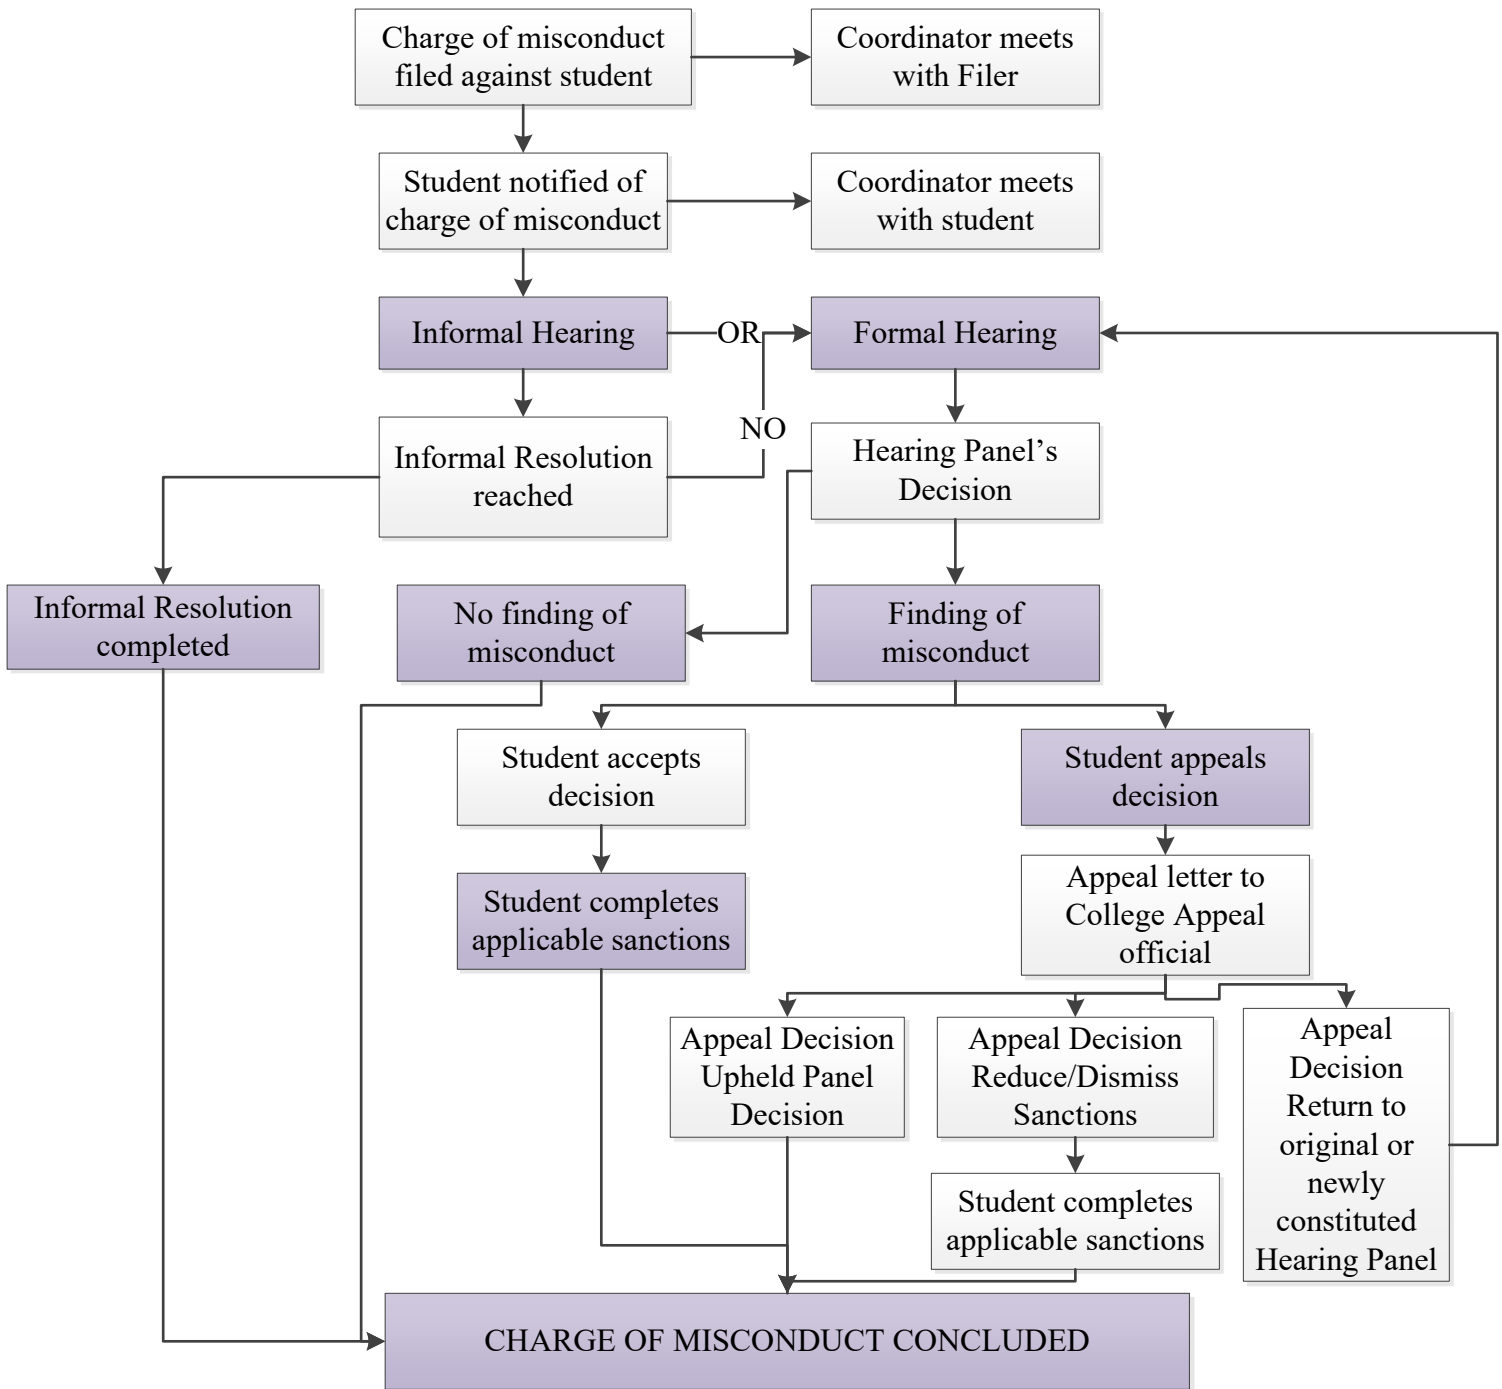 Charge of misconduct
filed against student
Coordinator meets
with Filer
Student notified of
charge of misconduct
Coordinator meets
with student
Informal Hearing
OR
Formal Hearing
NO
Informal Resolution
reached
Hearing Panel’s
Decision
Informal Resolution
completed
No finding of
misconduct
Finding of
misconduct
Student accepts
decision
Student appeals
decision
Student completes
applicable sanctions
Appeal letter to
College Appeal
official
Appeal Decision
Upheld Panel
Decision
Appeal Decision
Reduce/Dismiss
Sanctions
Appeal
Decision
Return to
original or
newly
constituted
Hearing Panel
Student completes
applicable sanctions
CHARGE OF MISCONDUCT CONCLUDED